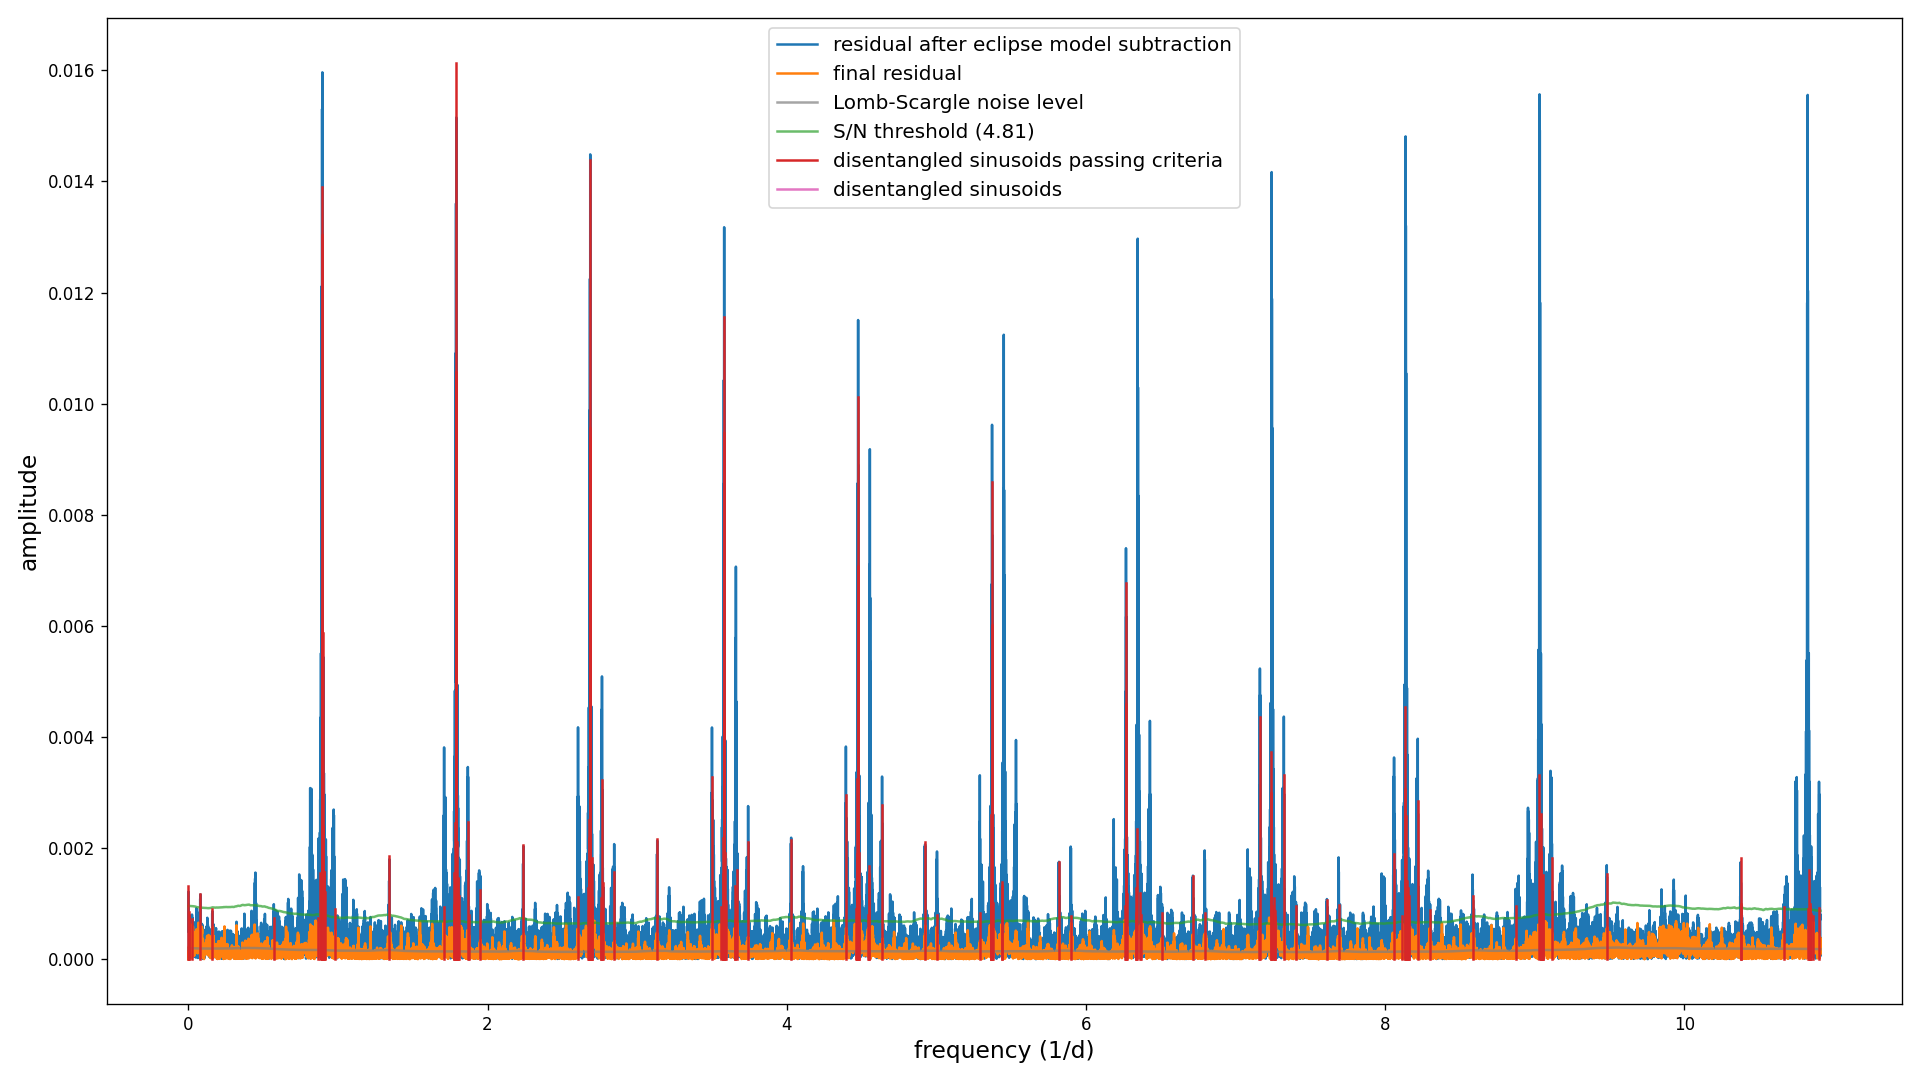 residual after eclipse model subtraction
final residual
Lomb-Scargle noise level
S/N threshold (4.81)
disentangled sinusoids passing criteria
disentangled sinusoids
0.016
0.014
0.012
0.010
0.008
0.006
0.004
0.002
0.000
amplitude
0 2 4 6 8 10
frequency (1/d)